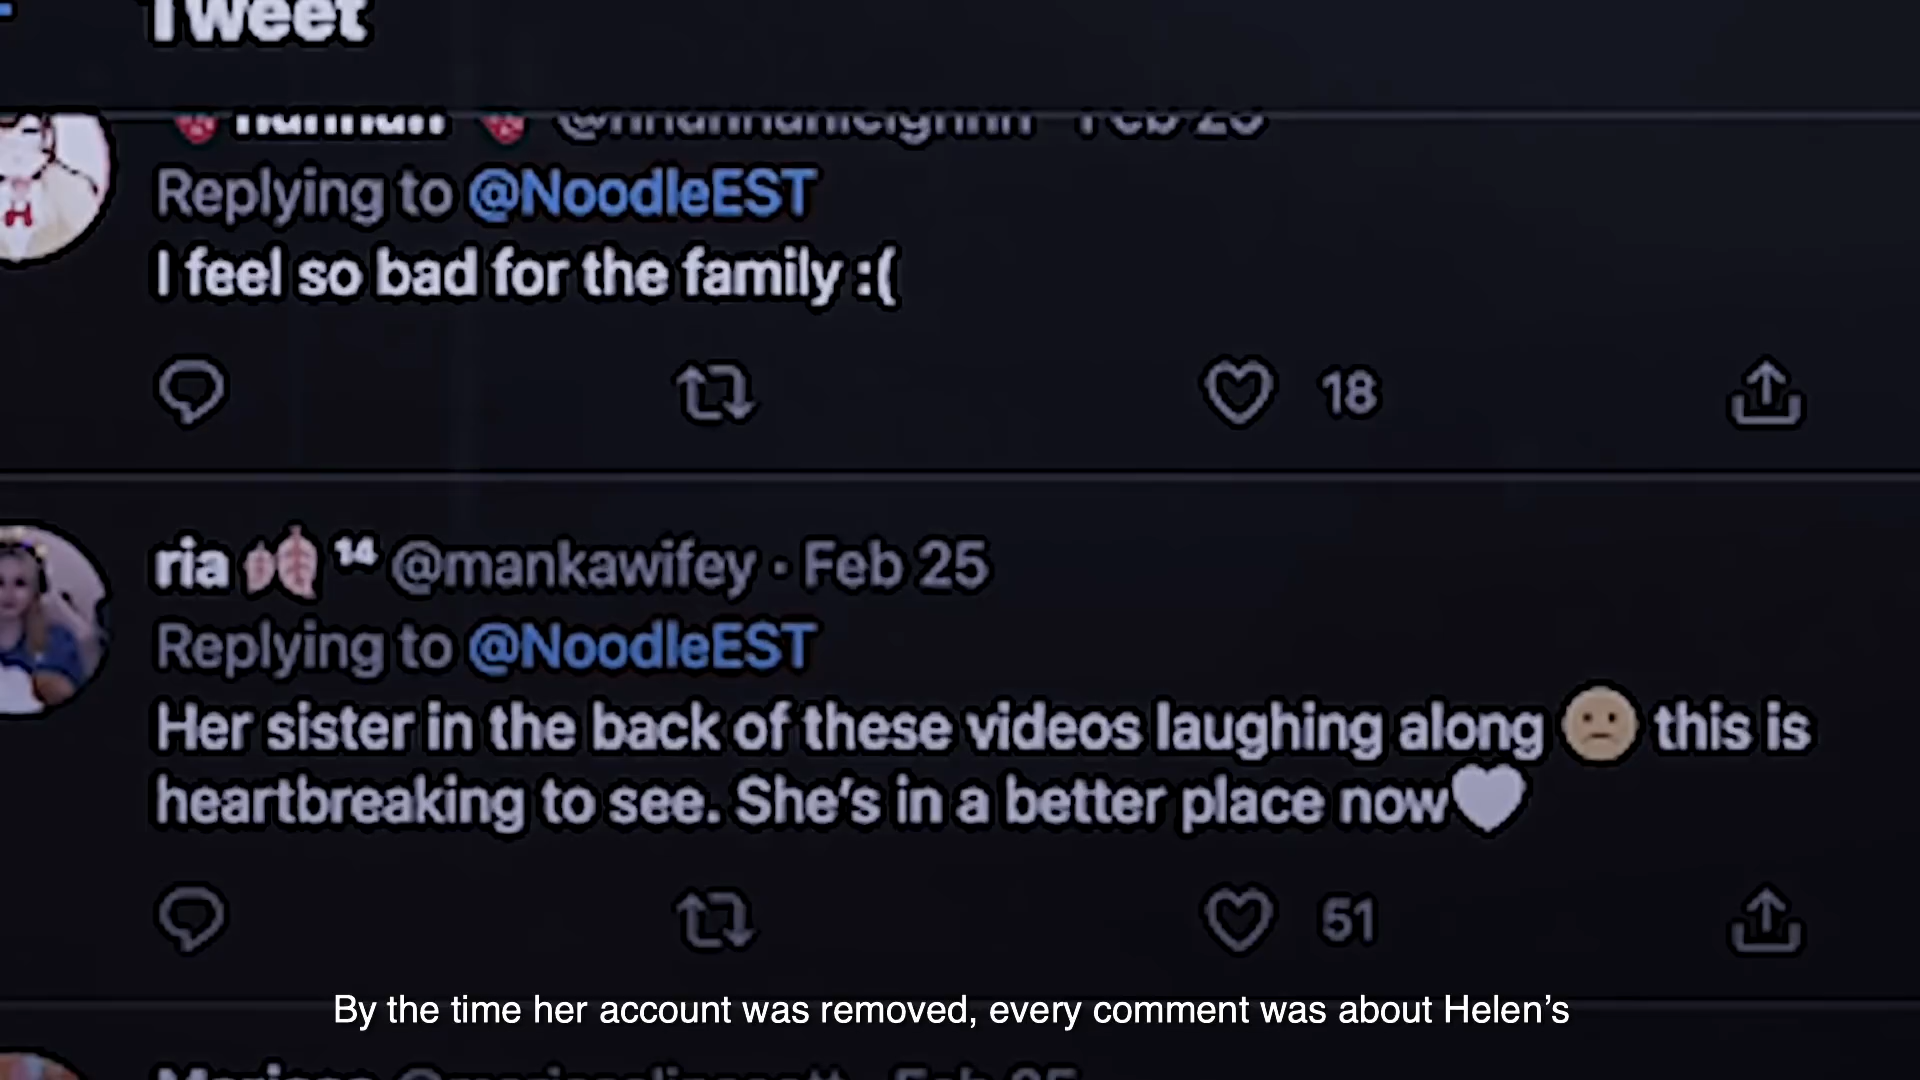 Tweet
Replying to @NoodleEST
I feel so bad for the family :(
18
ria 14 @mankawifey · Feb 25
Replying to @NoodleEST
Her sister in the back of these videos laughing along 😕 this is
heartbreaking to see. She's in a better place now🤍
51
By the time her account was removed, every comment was about Helen's